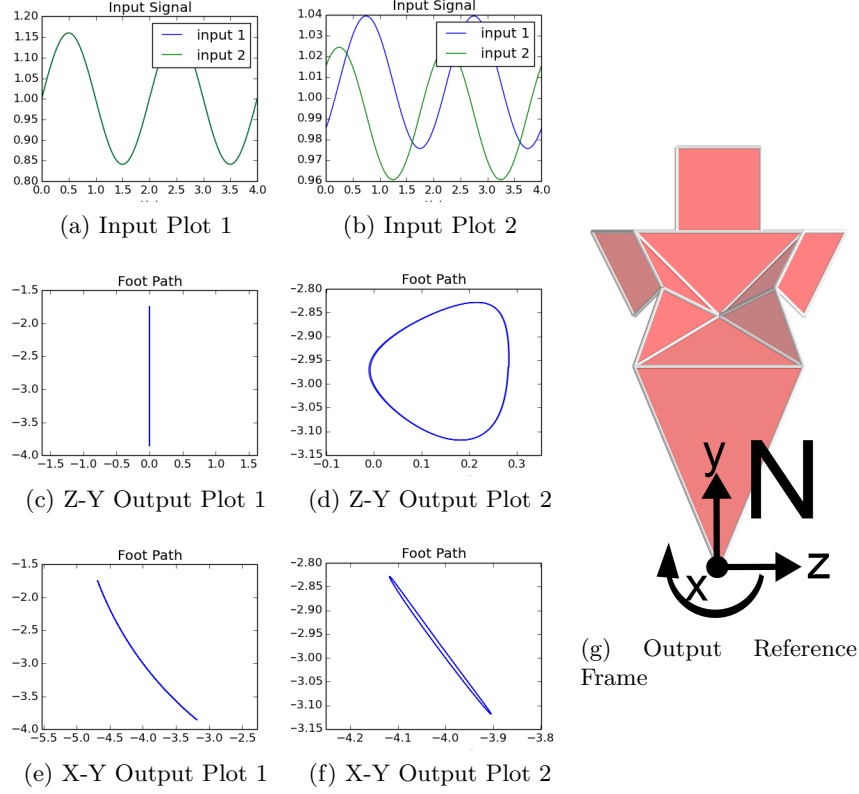 Input Signal
1.20
1.15
1.10
1.05
1.00
0.95
0.90
0.85
0.80
0.0 0.5 1.0 1.5 2.0 2.5 3.0 3.5 4.0
input 1
input 2
(a) Input Plot 1
Input Signal
1.04
1.02
1.00
0.98
0.96
0.0 0.5 1.0 1.5 2.0 2.5 3.0 3.5 4.0
input 1
input 2
(b) Input Plot 2
Foot Path
−1.5
−2.0
−2.5
−3.0
−3.5
−4.0
−1.5 −1.0 −0.5 0.0 0.5 1.0 1.5
(c) Z-Y Output Plot 1
Foot Path
−2.80
−2.85
−2.90
−2.95
−3.00
−3.05
−3.10
−3.15
−0.1 0.0 0.1 0.2 0.3
(d) Z-Y Output Plot 2
Foot Path
−1.5
−2.0
−2.5
−3.0
−3.5
−4.0
−5.5 −5.0 −4.5 −4.0 −3.5 −3.0 −2.5
(e) X-Y Output Plot 1
Foot Path
−2.80
−2.85
−2.90
−2.95
−3.00
−3.05
−3.10
−3.15
−4.2 −4.1 −4.0 −3.9 −3.8
(f) X-Y Output Plot 2
y
N
x
z
(g) Output Reference
Frame